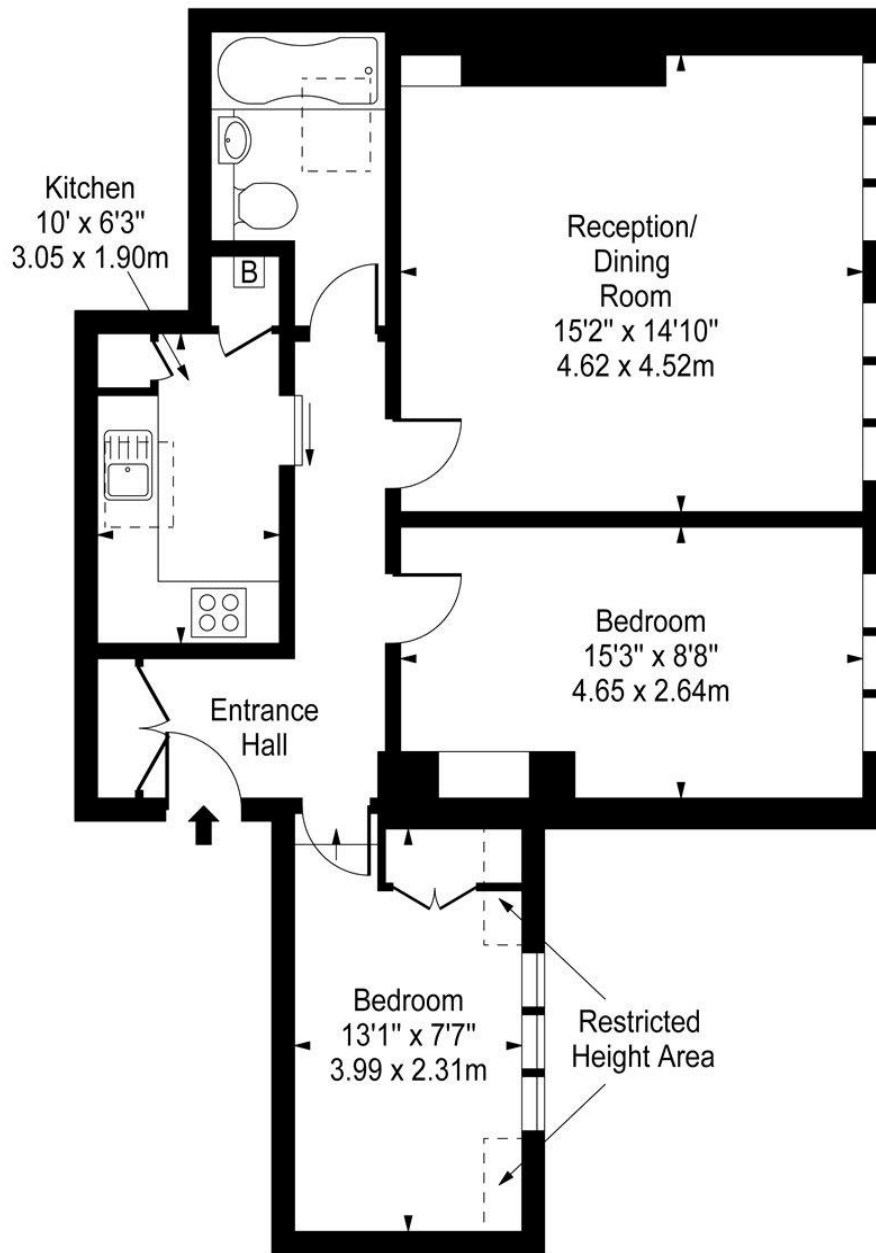 Kitchen
10' x 6'3"
3.05 x 1.90m
B
Reception/
Dining
Room
15'2" x 14'10"
4.62 x 4.52m
Bedroom
15'3" x 8'8"
4.65 x 2.64m
Entrance
Hall
Bedroom
13'1" x 7'7"
3.99 x 2.31m
Restricted
Height Area